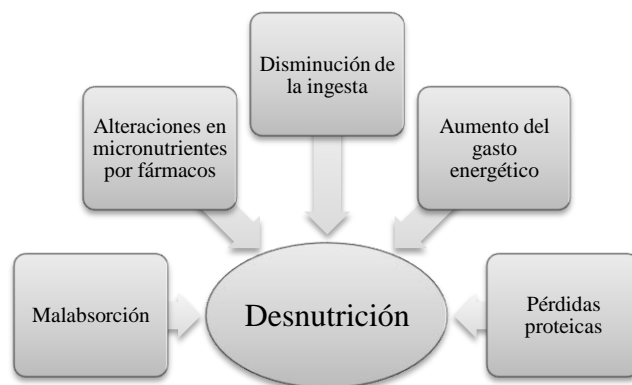 Disminución de
la ingesta
Alteraciones en
micronutrientes
por fármacos
Aumento del
gasto
energético
Malabsorción
Desnutrición
Pérdidas
proteicas